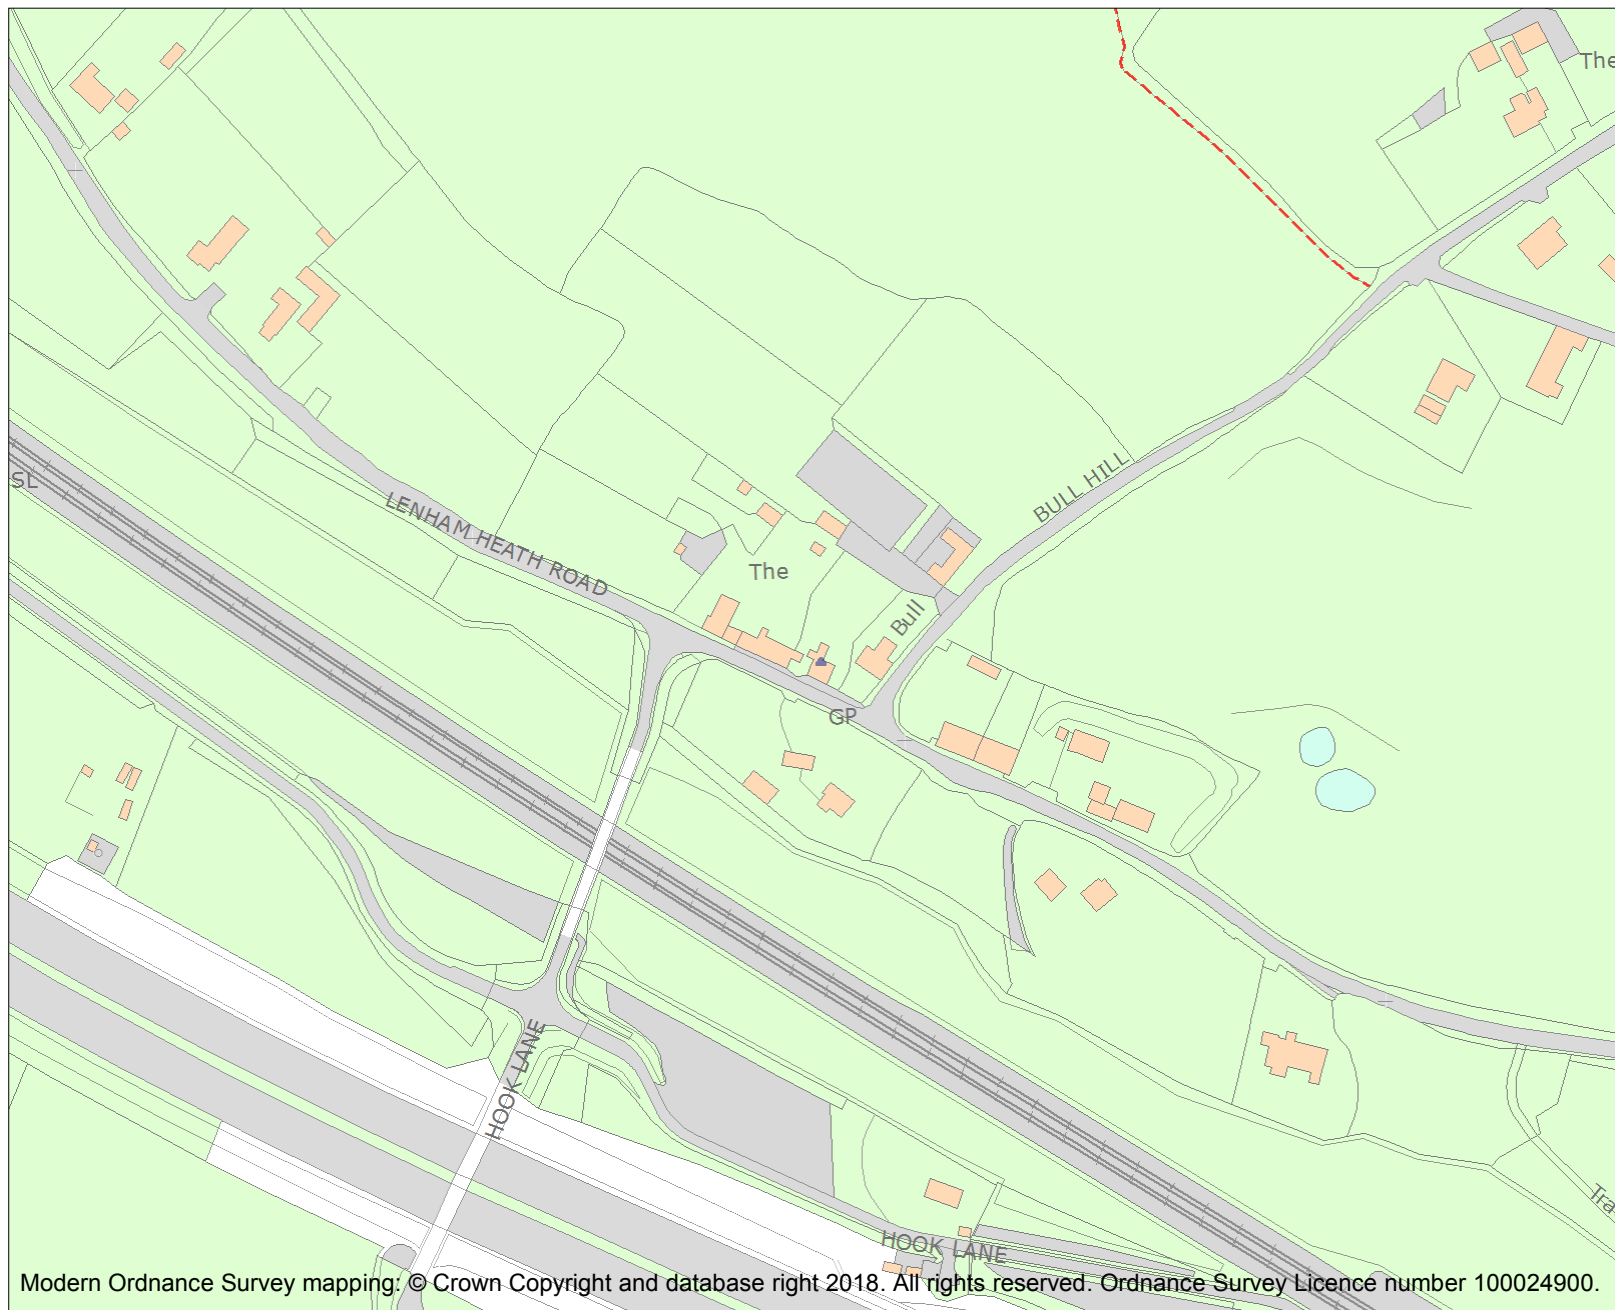 The
SL
BULL HILL
LENHAM HEATH ROAD
The
Bull
GP
HOOK LANE
Tra
HOOK LANE
Modern Ordnance Survey mapping: © Crown Copyright and database right 2018. All rights reserved. Ordnance Survey Licence number 100024900.